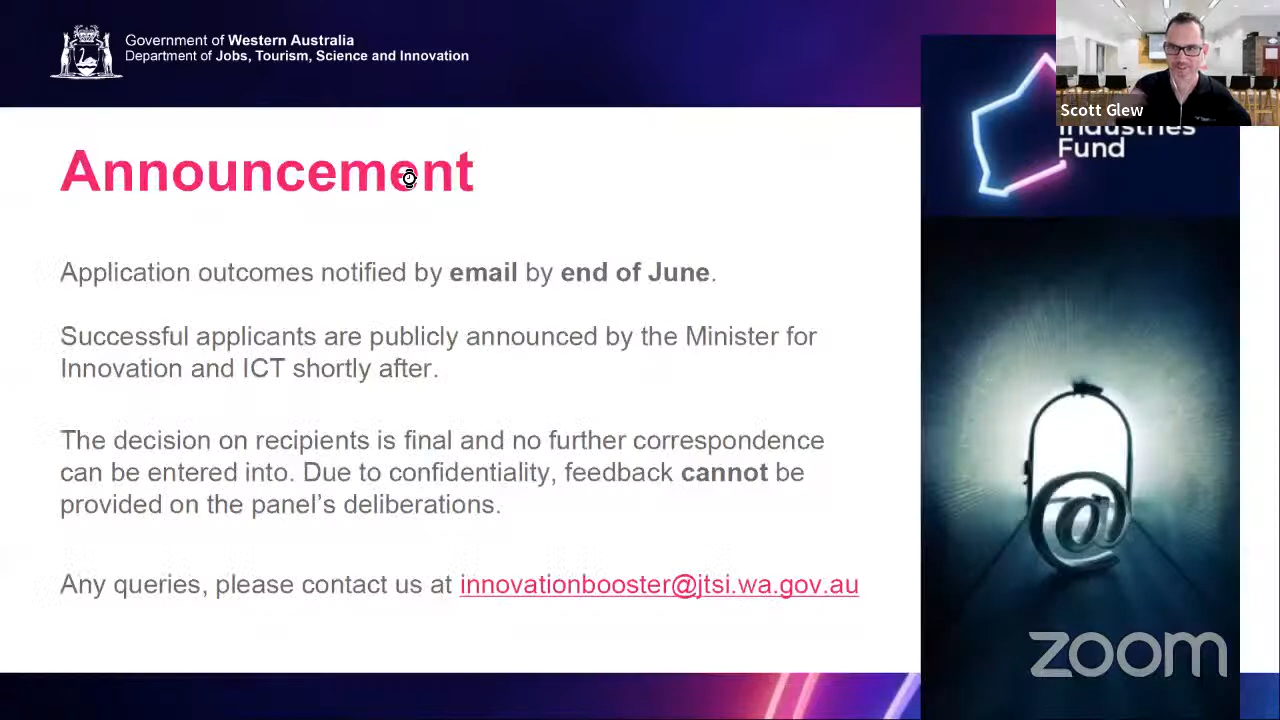 Government of Western Australia
Department of Jobs, Tourism, Science and Innovation
Scott Glew
Industries
Fund
Announcement
Application outcomes notified by email by end of June.
Successful applicants are publicly announced by the Minister for
Innovation and ICT shortly after.
The decision on recipients is final and no further correspondence
can be entered into. Due to confidentiality, feedback cannot be
provided on the panel’s deliberations.
Any queries, please contact us at innovationbooster@jtsi.wa.gov.au
@
zoom